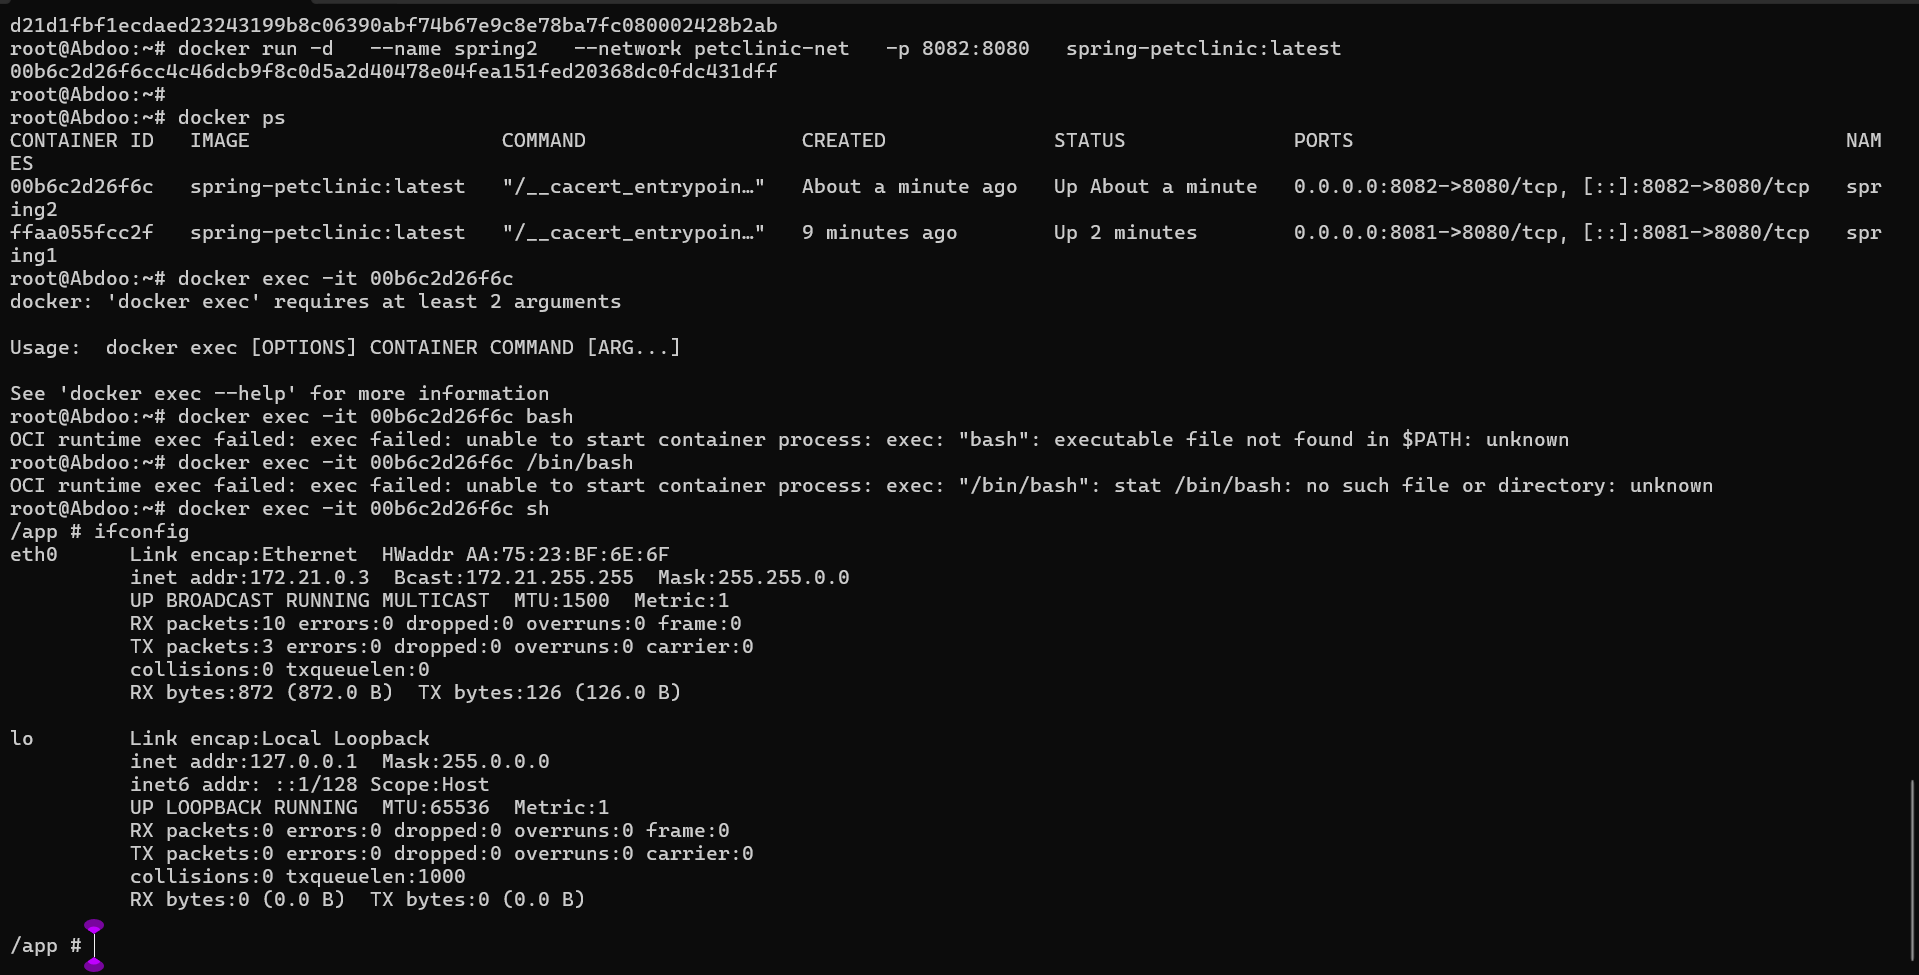 d21d1fbf1ecdaed23243199b8c06390abf74b67e9c8e78ba7fc080002428b2ab
root@Abdoo:~# docker run -d   --name spring2   --network petclinic-net   -p 8082:8080   spring-petclinic:latest
00b6c2d26f6cc4c46dcb9f8c0d5a2d40478e04fea151fed20368dc0fdc431dff
root@Abdoo:~#
root@Abdoo:~# docker ps
CONTAINER ID   IMAGE                     COMMAND                  CREATED              STATUS              PORTS                                         NAM
ES
00b6c2d26f6c   spring-petclinic:latest   "/__cacert_entrypoin…"   About a minute ago   Up About a minute   0.0.0.0:8082->8080/tcp, [::]:8082->8080/tcp   spr
ing2
ffaa055fcc2f   spring-petclinic:latest   "/__cacert_entrypoin…"   9 minutes ago        Up 2 minutes        0.0.0.0:8081->8080/tcp, [::]:8081->8080/tcp   spr
ing1
root@Abdoo:~# docker exec -it 00b6c2d26f6c
docker: 'docker exec' requires at least 2 arguments

Usage:  docker exec [OPTIONS] CONTAINER COMMAND [ARG...]

See 'docker exec --help' for more information
root@Abdoo:~# docker exec -it 00b6c2d26f6c bash
OCI runtime exec failed: exec failed: unable to start container process: exec: "bash": executable file not found in $PATH: unknown
root@Abdoo:~# docker exec -it 00b6c2d26f6c /bin/bash
OCI runtime exec failed: exec failed: unable to start container process: exec: "/bin/bash": stat /bin/bash: no such file or directory: unknown
root@Abdoo:~# docker exec -it 00b6c2d26f6c sh
/app # ifconfig
eth0      Link encap:Ethernet  HWaddr AA:75:23:BF:6E:6F
          inet addr:172.21.0.3  Bcast:172.21.255.255  Mask:255.255.0.0
          UP BROADCAST RUNNING MULTICAST  MTU:1500  Metric:1
          RX packets:10 errors:0 dropped:0 overruns:0 frame:0
          TX packets:3 errors:0 dropped:0 overruns:0 carrier:0
          collisions:0 txqueuelen:0
          RX bytes:872 (872.0 B)  TX bytes:126 (126.0 B)

lo        Link encap:Local Loopback
          inet addr:127.0.0.1  Mask:255.0.0.0
          inet6 addr: ::1/128 Scope:Host
          UP LOOPBACK RUNNING  MTU:65536  Metric:1
          RX packets:0 errors:0 dropped:0 overruns:0 frame:0
          TX packets:0 errors:0 dropped:0 overruns:0 carrier:0
          collisions:0 txqueuelen:1000
          RX bytes:0 (0.0 B)  TX bytes:0 (0.0 B)

/app #